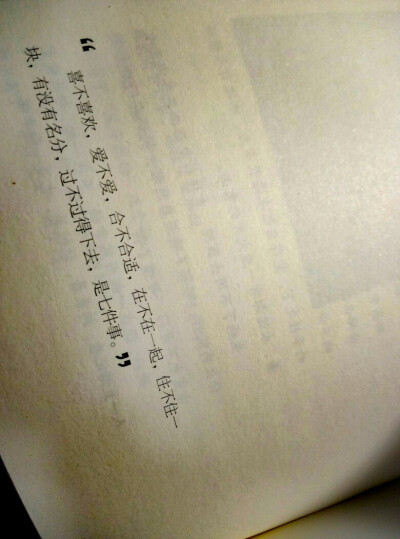 “
喜不喜欢，爱不爱，合不合适，在不在一起，住不住一
块，有没有名分，过不过得下去，是七件事。”